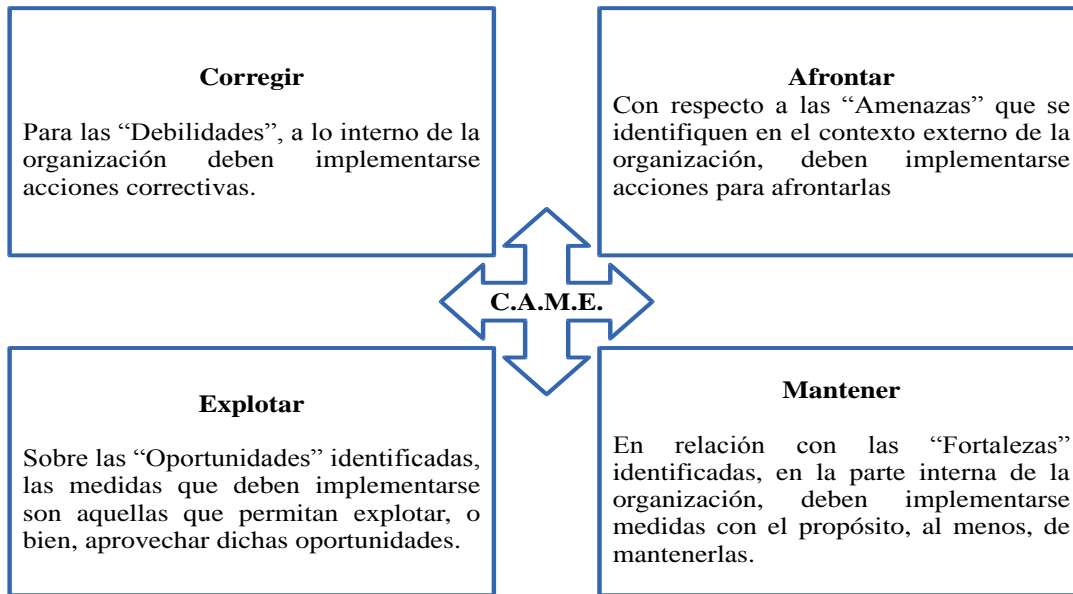 Corregir
Para las “Debilidades”, a lo interno de la
organización deben implementarse
acciones correctivas.
Afrontar
Con respecto a las “Amenazas” que se
identifiquen en el contexto externo de la
organización, deben implementarse
acciones para afrontarlas
C.A.M.E.
Explotar
Sobre las “Oportunidades” identificadas,
las medidas que deben implementarse
son aquellas que permitan explotar, o
bien, aprovechar dichas oportunidades.
Mantener
En relación con las “Fortalezas”
identificadas, en la parte interna de la
organización, deben implementarse
medidas con el propósito, al menos, de
mantenerlas.